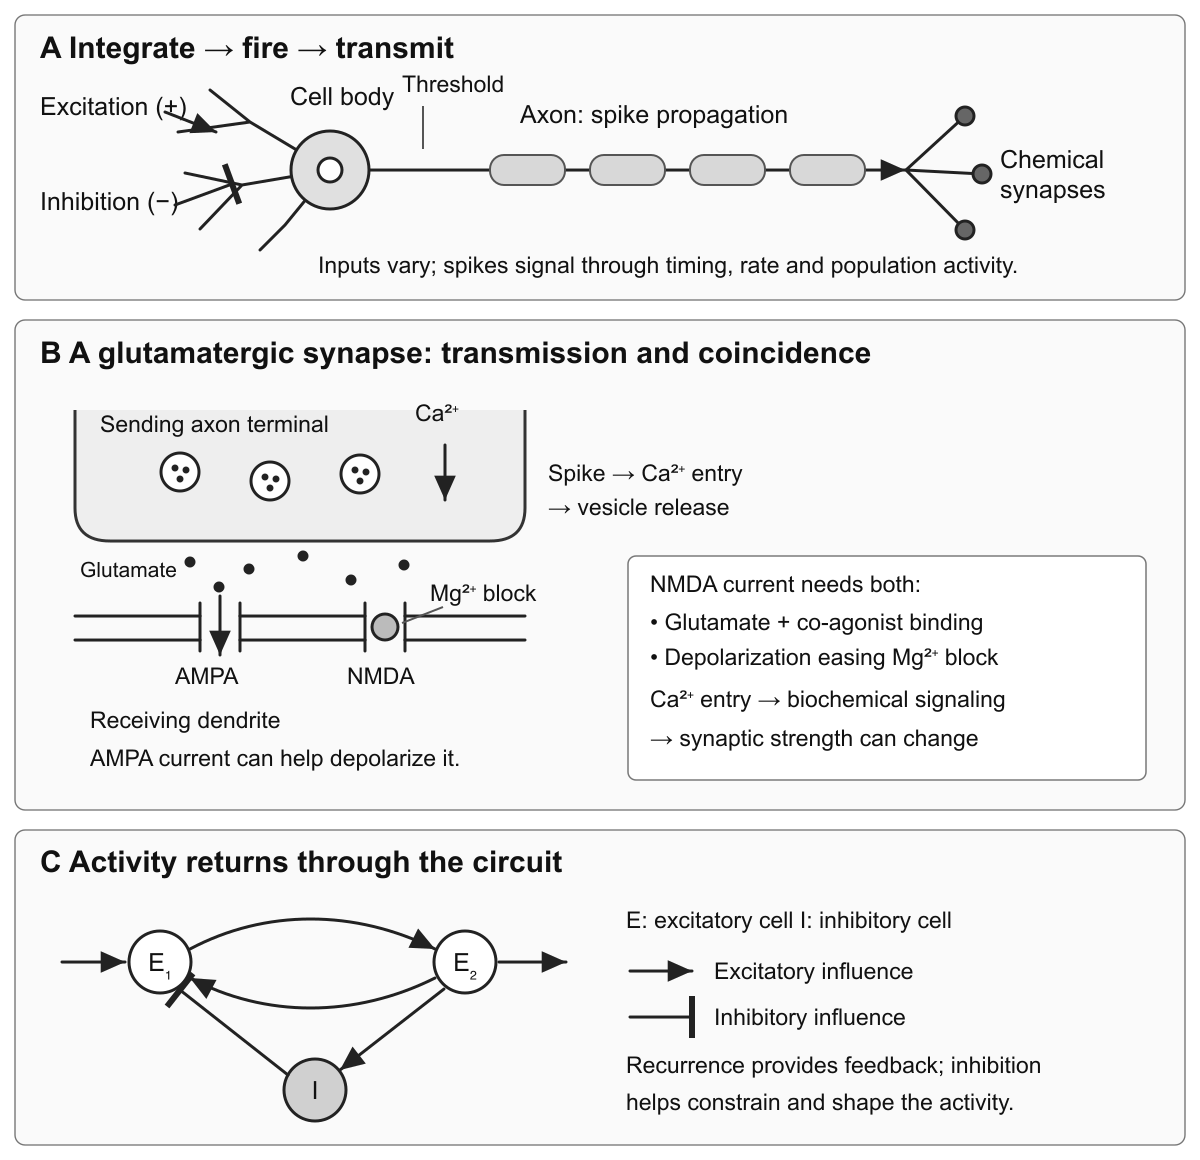 A Integrate → fire → transmit
Threshold
Cell body
Excitation (+)
Axon: spike propagation
Chemical
synapses
Inhibition (−)
Inputs vary; spikes signal through timing, rate and population activity.
B A glutamatergic synapse: transmission and coincidence
Ca²⁺
Sending axon terminal
Spike → Ca²⁺ entry
→ vesicle release
Glutamate
Mg²⁺ block
AMPA
NMDA
Receiving dendrite
AMPA current can help depolarize it.
NMDA current needs both:
• Glutamate + co-agonist binding
• Depolarization easing Mg²⁺ block
Ca²⁺ entry → biochemical signaling
→ synaptic strength can change
C Activity returns through the circuit
E₁
E₂
I
E: excitatory cell I: inhibitory cell
Excitatory influence
Inhibitory influence
Recurrence provides feedback; inhibition
helps constrain and shape the activity.